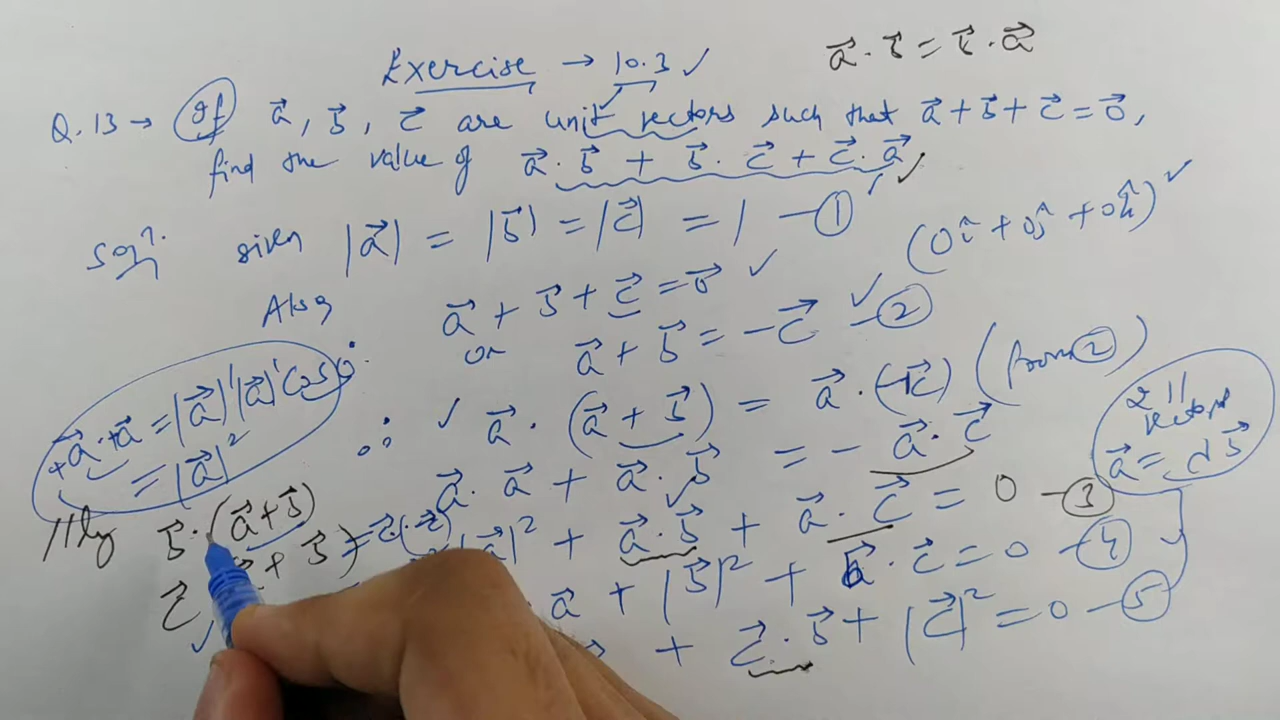 Exercise → 10.3 ✓
a⃗ · b⃗ = b⃗ · a⃗
Q.13 → If a⃗, b⃗, c⃗ are unit vectors such that a⃗ + b⃗ + c⃗ = 0⃗,
find the value of a⃗ · b⃗ + b⃗ · c⃗ + c⃗ · a⃗
Solⁿ. given |a⃗| = |b⃗| = |c⃗| = 1 — ①
(0î + 0ĵ + 0k̂) ✓
Also a⃗ + b⃗ + c⃗ = 0⃗ ✓
or a⃗ + b⃗ = -c⃗ — ② ✓
∴ ✓ a⃗ · (a⃗ + b⃗) = a⃗ · (-c⃗) (from ②)
a⃗ · a⃗ + a⃗ · b⃗ = - a⃗ · c⃗
|a⃗|² + a⃗ · b⃗ + a⃗ · c⃗ = 0 — ③
a⃗ · a⃗ = |a⃗| |a⃗| cos 0°
= |a⃗|²
2 || vectors
a⃗ = λ b⃗
||ly b⃗ · (a⃗ + b⃗)
· a⃗ + |b⃗|² + b⃗ · c⃗ = 0 — ④
c⃗ + b⃗) = c⃗ · (-c⃗)
+ c⃗ · b⃗ + |c⃗|² = 0 — ⑤